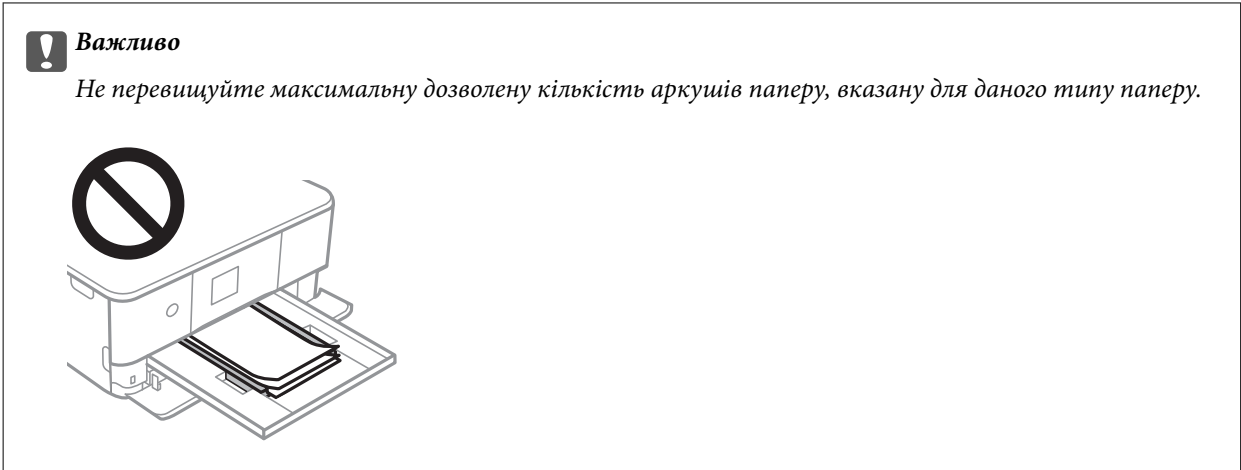 Важливо
Не перевищуйте максимальну дозволену кількість аркушів паперу, вказану для даного типу паперу.